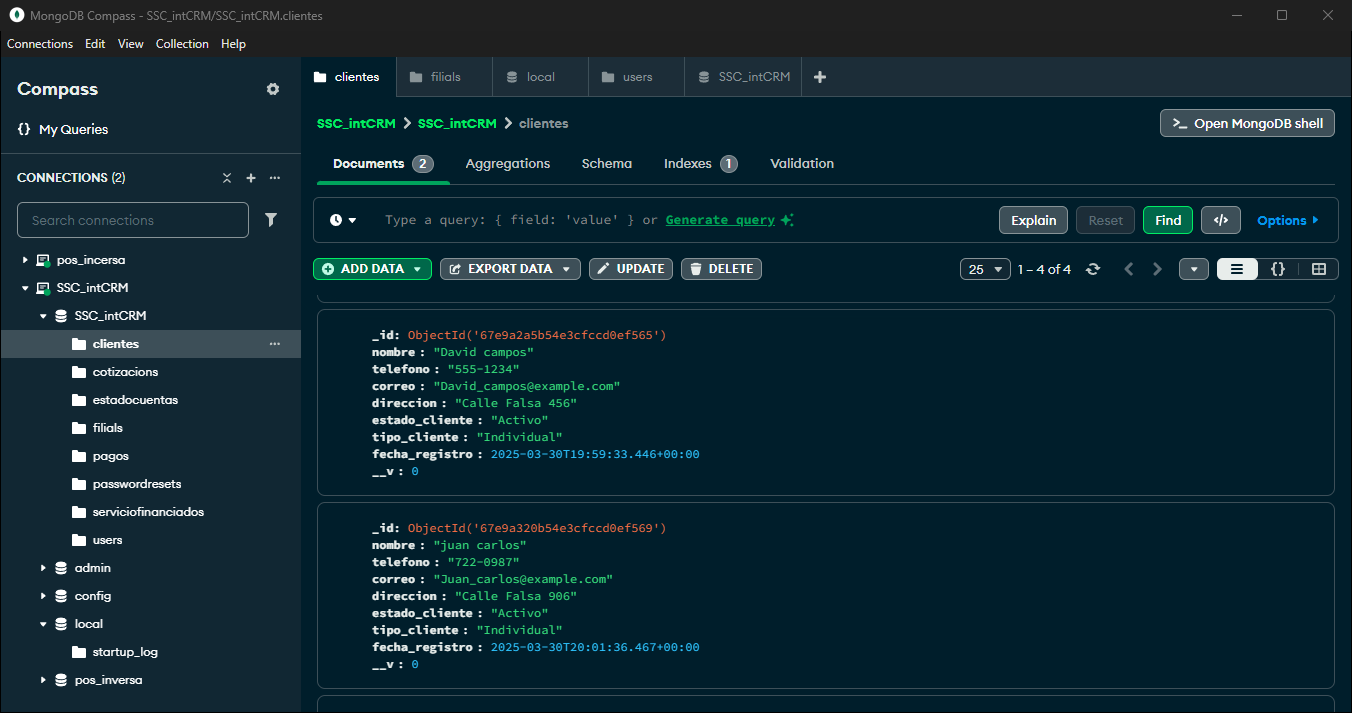 MongoDB Compass - SSC_intCRM/SSC_intCRM.clientes
Connections Edit View Collection Help
Compass
{} My Queries
CONNECTIONS (2)
Search connections
pos_incersa
SSC_intCRM
SSC_intCRM
clientes
cotizacions
estadocuentas
filials
pagos
passwordresets
serviciofinanciados
users
admin
config
local
startup_log
pos_inversa
clientes filials local users SSC_intCRM
SSC_intCRM > SSC_intCRM > clientes
>_ Open MongoDB shell
Documents 2 Aggregations Schema Indexes 1 Validation
Type a query: { field: 'value' } or Generate query
Explain Reset Find </> Options
ADD DATA EXPORT DATA UPDATE DELETE
25 1 – 4 of 4 {}
_id: ObjectId('67e9a2a5b54e3cfccd0ef565')
nombre : "David campos"
telefono : "555-1234"
correo : "David_campos@example.com"
direccion : "Calle Falsa 456"
estado_cliente : "Activo"
tipo_cliente : "Individual"
fecha_registro : 2025-03-30T19:59:33.446+00:00
__v : 0
_id: ObjectId('67e9a320b54e3cfccd0ef569')
nombre : "juan carlos"
telefono : "722-0987"
correo : "Juan_carlos@example.com"
direccion : "Calle Falsa 906"
estado_cliente : "Activo"
tipo_cliente : "Individual"
fecha_registro : 2025-03-30T20:01:36.467+00:00
__v : 0